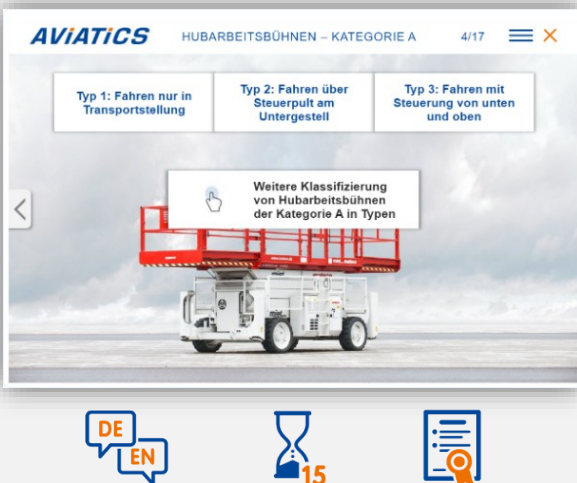 AViATiCS
HUBARBEITSBÜHNEN – KATEGORIE A
4/17
Typ 1: Fahren nur in
Transportstellung
Typ 2: Fahren über
Steuerpult am
Untergestell
Typ 3: Fahren mit
Steuerung von unten
und oben
Weitere Klassifizierung
von Hubarbeitsbühnen
der Kategorie A in Typen
DE
EN
15